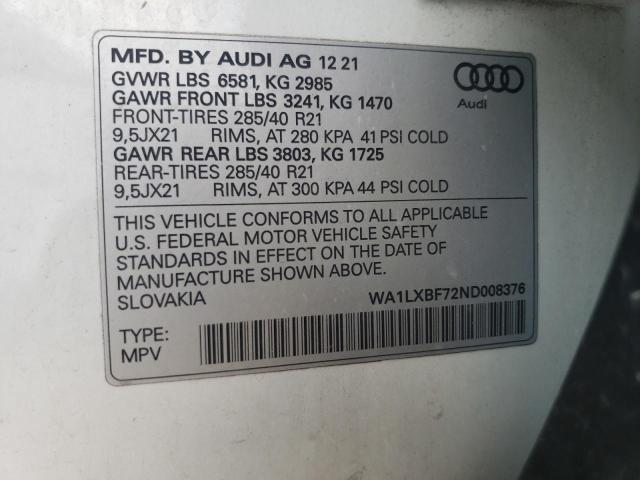 MFD. BY AUDI AG 12 21
GVWR LBS 6581, KG 2985
GAWR FRONT LBS 3241, KG 1470
FRONT-TIRES 285/40 R21
9,5JX21 RIMS, AT 280 KPA 41 PSI COLD
GAWR REAR LBS 3803, KG 1725
REAR-TIRES 285/40 R21
9,5JX21 RIMS, AT 300 KPA 44 PSI COLD
Audi
THIS VEHICLE CONFORMS TO ALL APPLICABLE
U.S. FEDERAL MOTOR VEHICLE SAFETY
STANDARDS IN EFFECT ON THE DATE OF
MANUFACTURE SHOWN ABOVE.
SLOVAKIA WA1LXBF72ND008376
TYPE:
MPV